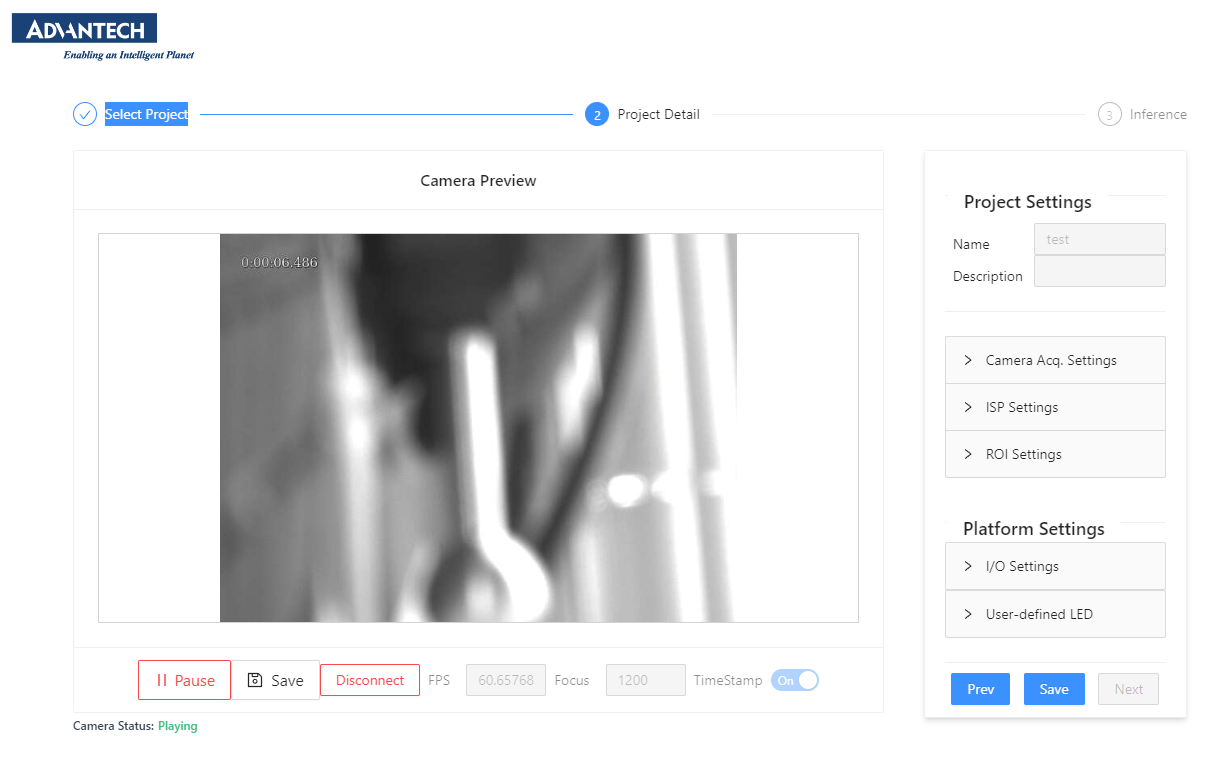 ADVANTECH
Enabling an Intelligent Planet
Select Project
2 Project Detail
3 Inference
Camera Preview
0:00:06.486
Pause
Save
Disconnect
FPS 60.65768
Focus 1200
TimeStamp On
Camera Status: Playing
Project Settings
Name test
Description
Camera Acq. Settings
ISP Settings
ROI Settings
Platform Settings
I/O Settings
User-defined LED
Prev Save Next